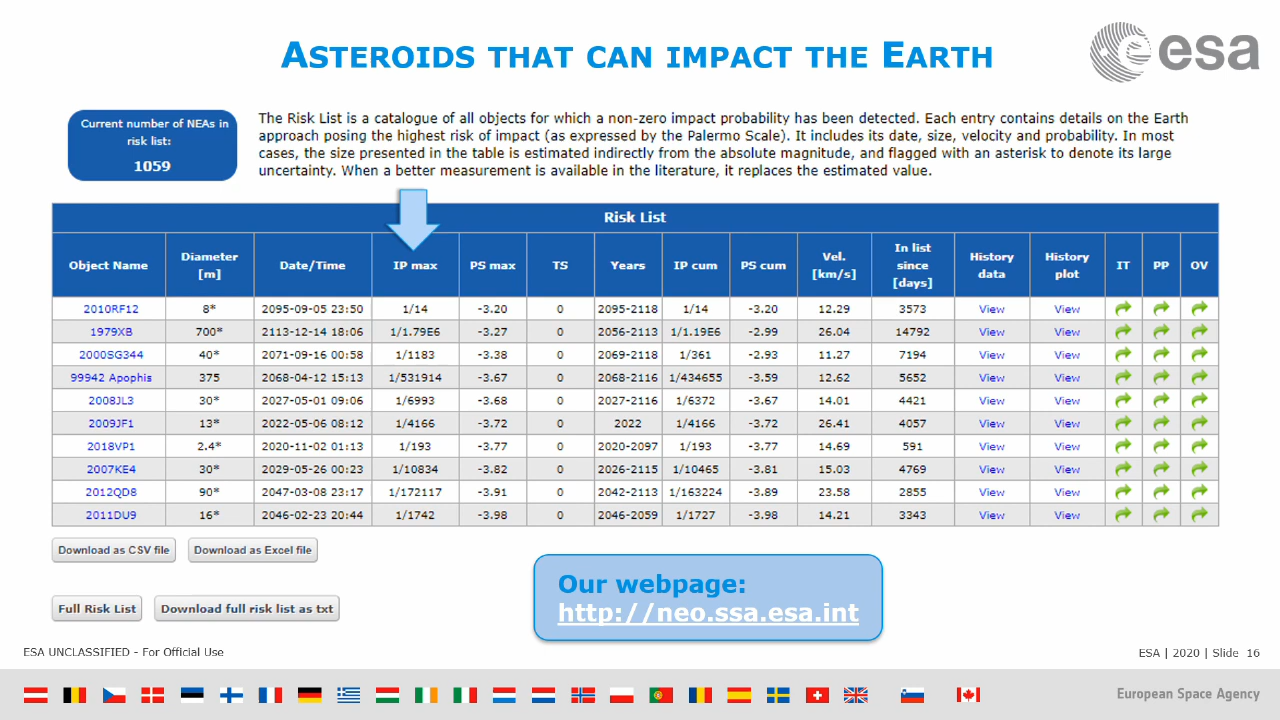 ASTEROIDS THAT CAN IMPACT THE EARTH
esa
Current number of NEAs in
risk list:
1059
The Risk List is a catalogue of all objects for which a non-zero impact probability has been detected. Each entry contains details on the Earth
approach posing the highest risk of impact (as expressed by the Palermo Scale). It includes its date, size, velocity and probability. In most
cases, the size presented in the table is estimated indirectly from the absolute magnitude, and flagged with an asterisk to denote its large
uncertainty. When a better measurement is available in the literature, it replaces the estimated value.
Risk List
Object Name Diameter [m] Date/Time IP max PS max TS Years IP cum PS cum Vel. [km/s] In list since [days] History data History plot IT PP OV
2010RF12 8* 2095-09-05 23:50 1/14 -3.20 0 2095-2118 1/14 -3.20 12.29 3573 View View
1979XB 700* 2113-12-14 18:06 1/1.79E6 -3.27 0 2056-2113 1/1.19E6 -2.99 26.04 14792 View View
2000SG344 40* 2071-09-16 00:58 1/1183 -3.38 0 2069-2118 1/361 -2.93 11.27 7194 View View
99942 Apophis 375 2068-04-12 15:13 1/531914 -3.67 0 2068-2116 1/434655 -3.59 12.62 5652 View View
2008JL3 30* 2027-05-01 09:06 1/6993 -3.68 0 2027-2116 1/6372 -3.67 14.01 4421 View View
2009JF1 13* 2022-05-06 08:12 1/4166 -3.72 0 2022 1/4166 -3.72 26.41 4057 View View
2018VP1 2.4* 2020-11-02 01:13 1/193 -3.77 0 2020-2097 1/193 -3.77 14.69 591 View View
2007KE4 30* 2029-05-26 00:23 1/10834 -3.82 0 2026-2115 1/10465 -3.81 15.03 4769 View View
2012QD8 90* 2047-03-08 23:17 1/172117 -3.91 0 2042-2113 1/163224 -3.89 23.58 2855 View View
2011DU9 16* 2046-02-23 20:44 1/1742 -3.98 0 2046-2059 1/1727 -3.98 14.21 3343 View View
Download as CSV file Download as Excel file
Our webpage:
http://neo.ssa.esa.int
Full Risk List Download full risk list as txt
ESA UNCLASSIFIED - For Official Use
ESA | 2020 | Slide 16
European Space Agency